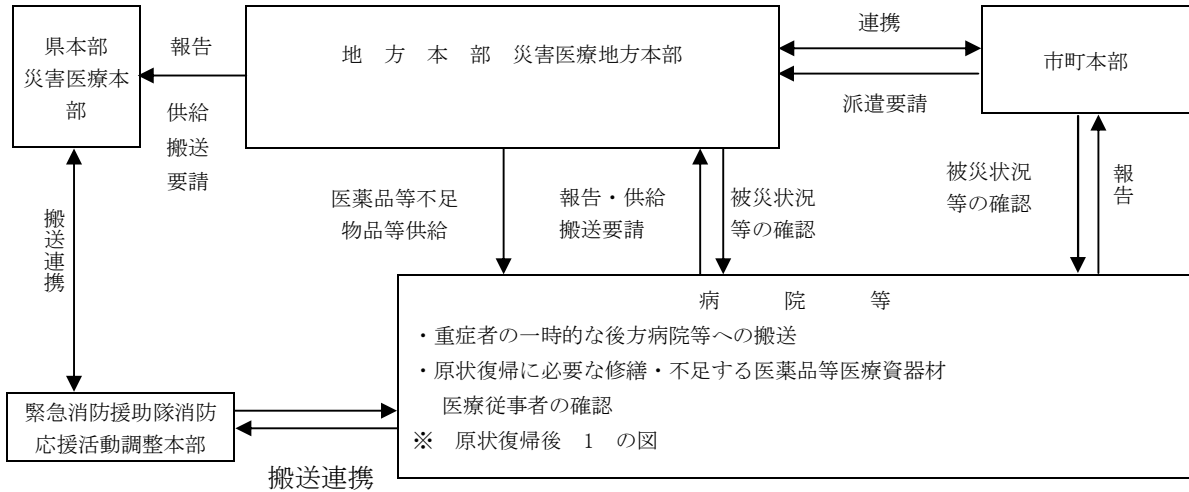 県本部
災害医療本
部
報告
供給
搬送
要請
地　方　本　部　災害医療地方本部
連携
派遣要請
市町本部
搬送連携
医薬品等不足
物品等供給
報告・供給
搬送要請
被災状況
等の確認
被災状況
等の確認
報告
病　　院　　等
・重症者の一時的な後方病院等への搬送
・原状復帰に必要な修繕・不足する医薬品等医療資器材
医療従事者の確認
※　原状復帰後　1　の図
緊急消防援助隊消防
応援活動調整本部
搬送連携